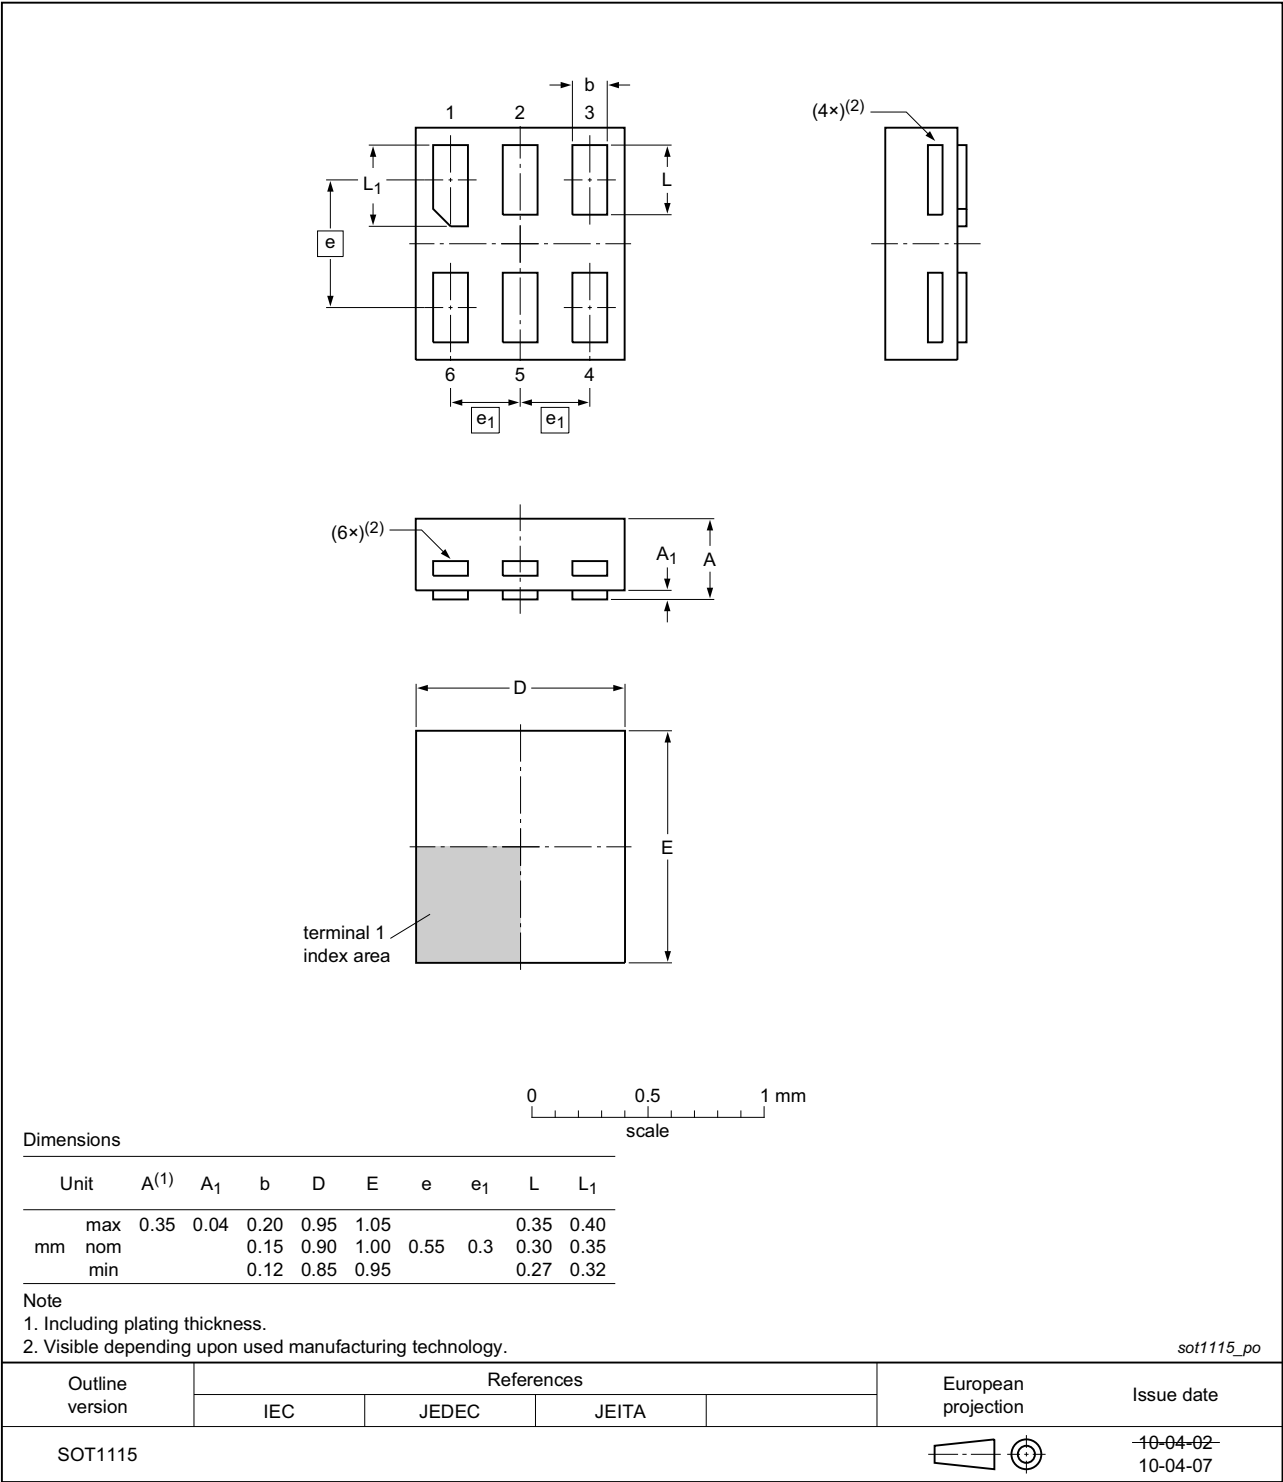 b
1 2 3
(4×)(2)
L1
L
e
6 5 4
e1 e1
(6×)(2)
A1
A
D
E
terminal 1
index area
0 0.5 1 mm
scale
Dimensions
Unit A(1) A1 b D E e e1 L L1
max 0.35 0.04 0.20 0.95 1.05 0.35 0.40
mm nom 0.15 0.90 1.00 0.55 0.3 0.30 0.35
min 0.12 0.85 0.95 0.27 0.32
Note
1. Including plating thickness.
2. Visible depending upon used manufacturing technology.
sot1115_po
Outline
version
References
IEC JEDEC JEITA
European
projection
Issue date
SOT1115
10-04-02
10-04-07